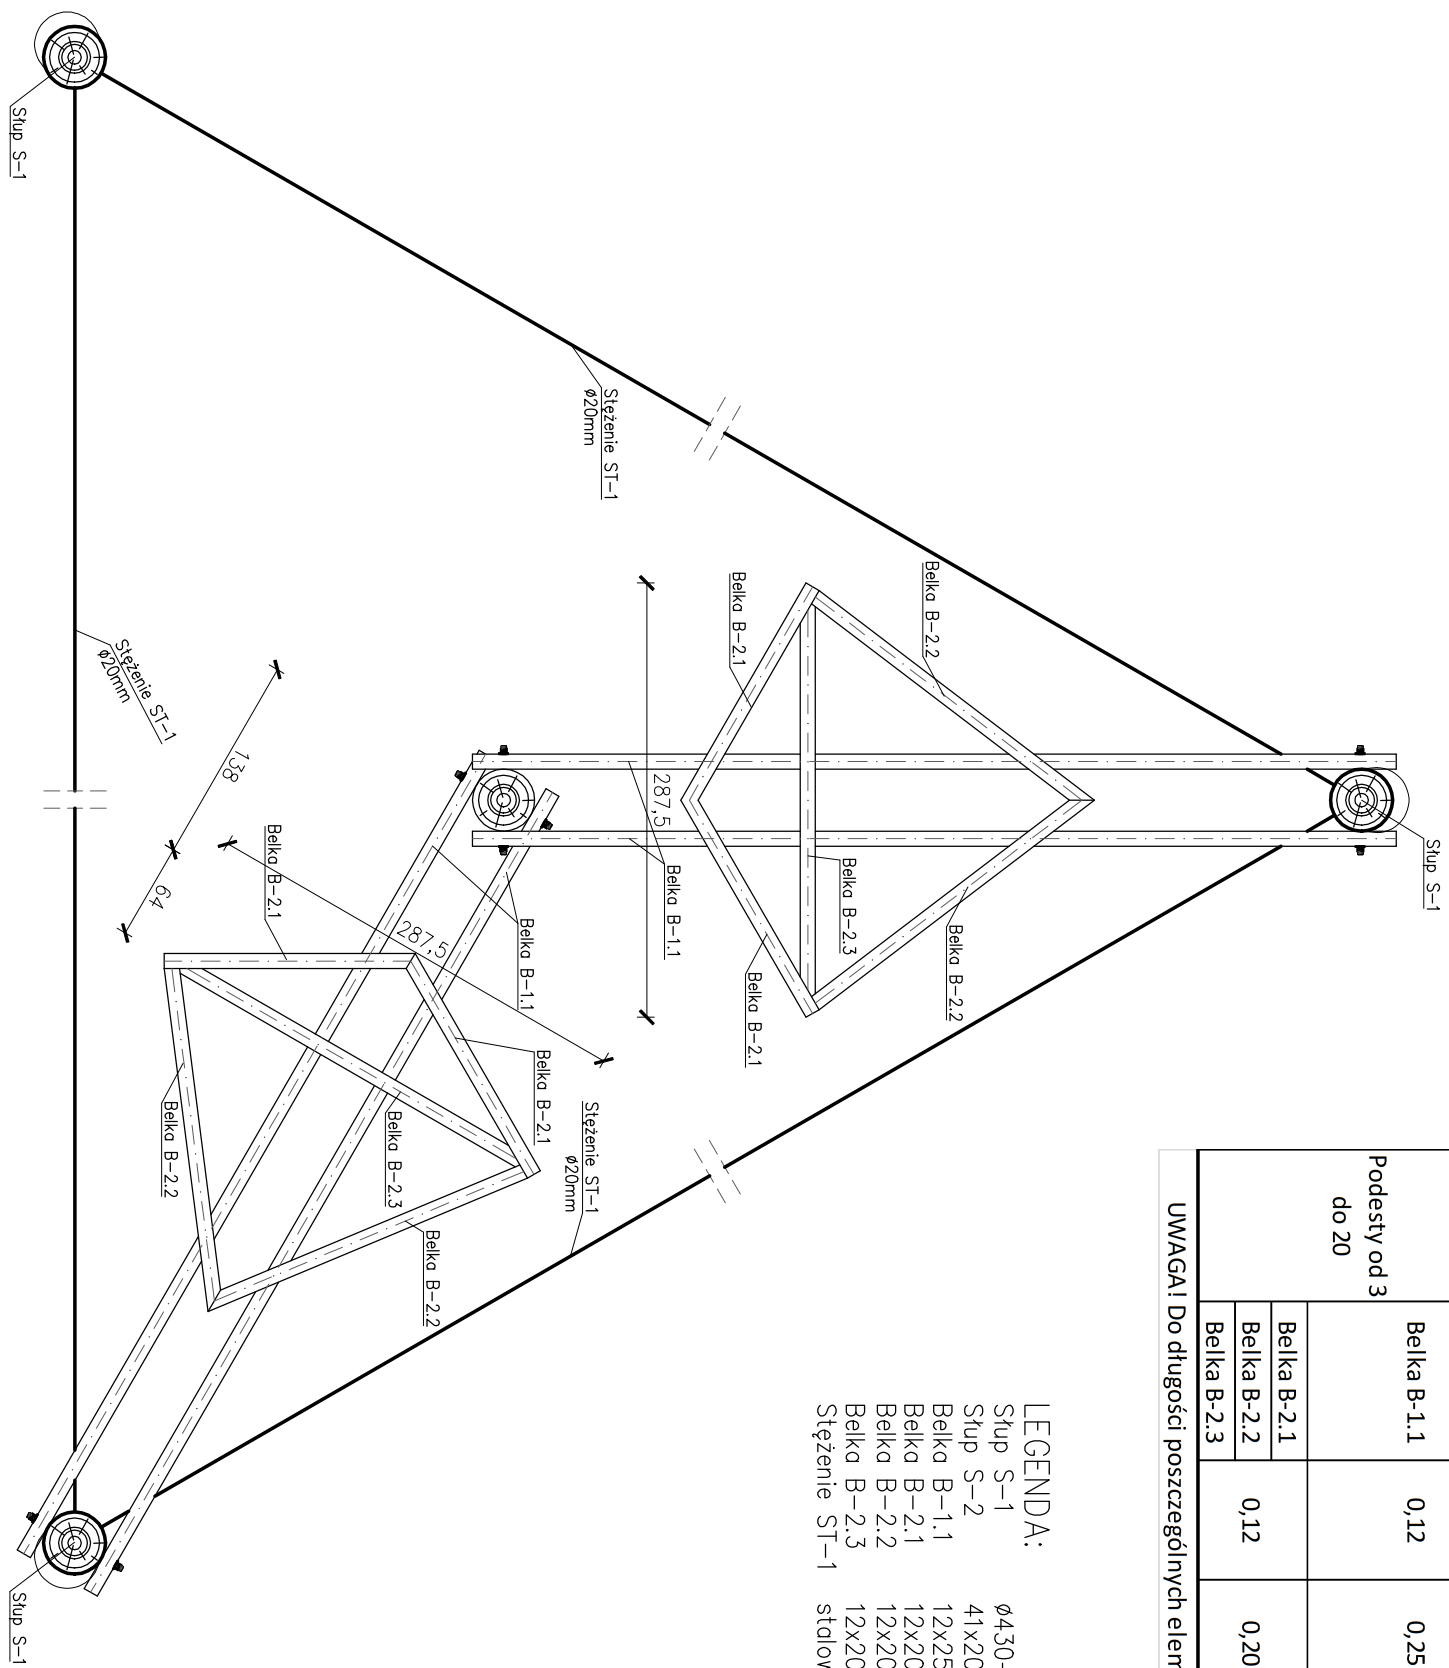 Słup S-1
Stężenie ST-1
ø20mm
Stężenie ST-1
ø20mm
Belka B-2.2
Belka B-2.1
Słup S-1
138
64
287,5
287,5
Belka B-2.1
Belka B-1.1
Belka B-1.1
Belka B-2.3
Belka B-2.2
Belka B-2.1
Belka B-2.1
Belka B-2.3
Belka B-2.2
Belka B-2.2
Stężenie ST-1
ø20mm
Słup S-1
Podesty od 3
do 20
Belka B-1.1 0,12 0,25
Belka B-2.1
Belka B-2.2 0,12 0,20
Belka B-2.3
UWAGA! Do długości poszczególnych
LEGENDA:
Słup S-1 Ø430-
Słup S-2 41x20
Belka B-1.1 12x25
Belka B-2.1 12x20
Belka B-2.2 12x20
Belka B-2.3 12x20
Stężenie ST-1